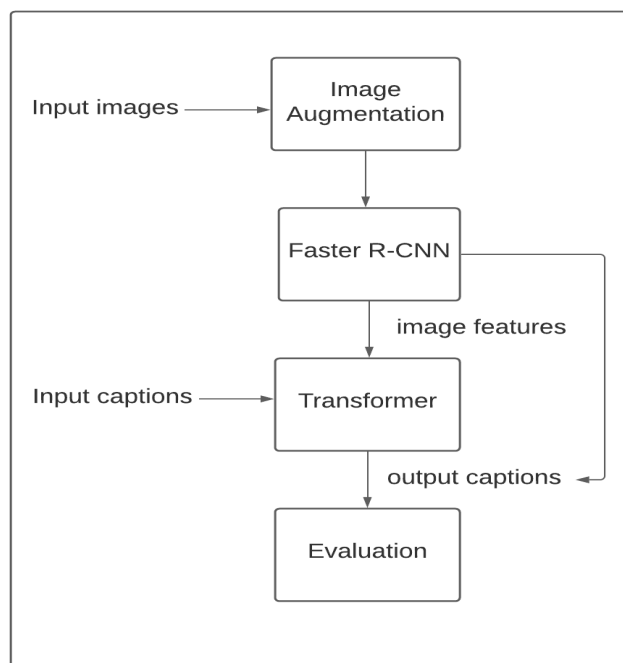 Image
Augmentation
Input images
Faster R-CNN
image features
Input captions
Transformer
output captions
Evaluation